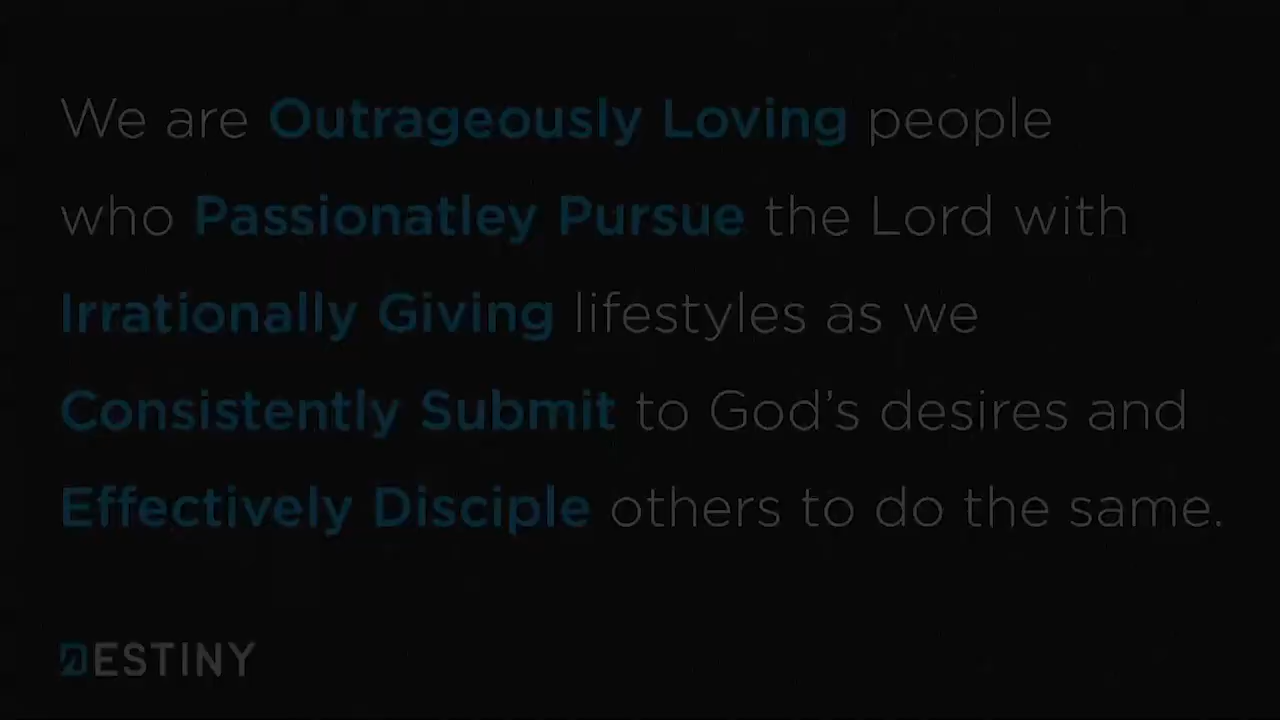 We are Outrageously Loving people
who Passionatley Pursue the Lord with
Irrationally Giving lifestyles as we
Consistently Submit to God’s desires and
Effectively Disciple others to do the same.
DESTINY